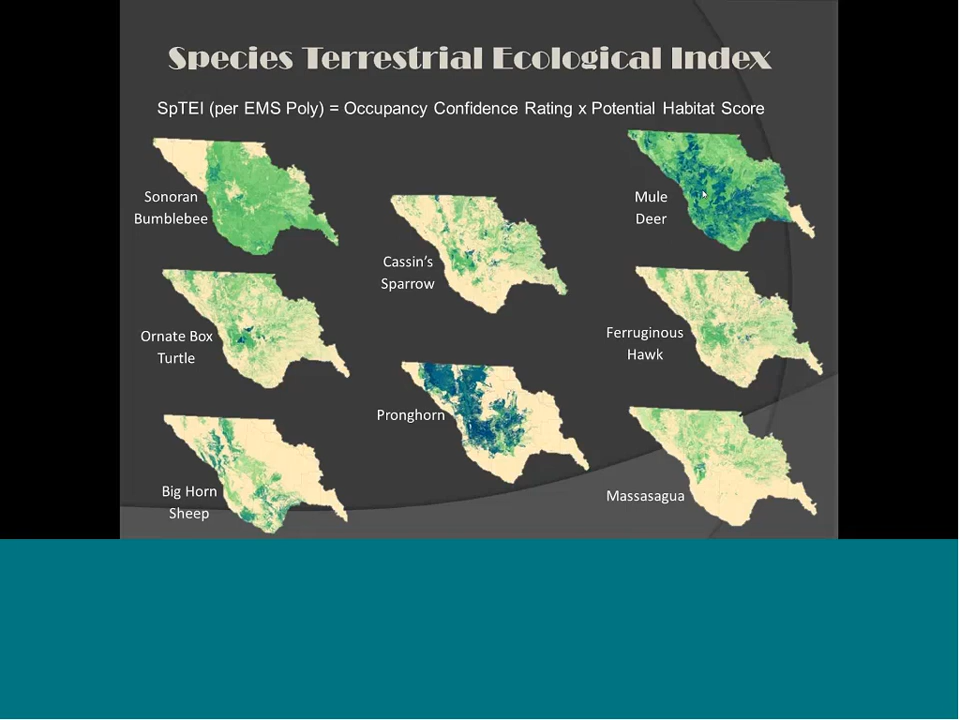 Species Terrestrial Ecological Index
SpTEI (per EMS Poly) = Occupancy Confidence Rating x Potential Habitat Score
Sonoran
Bumblebee
Mule
Deer
Cassin's
Sparrow
Ornate Box
Turtle
Ferruginous
Hawk
Pronghorn
Big Horn
Sheep
Massasagua